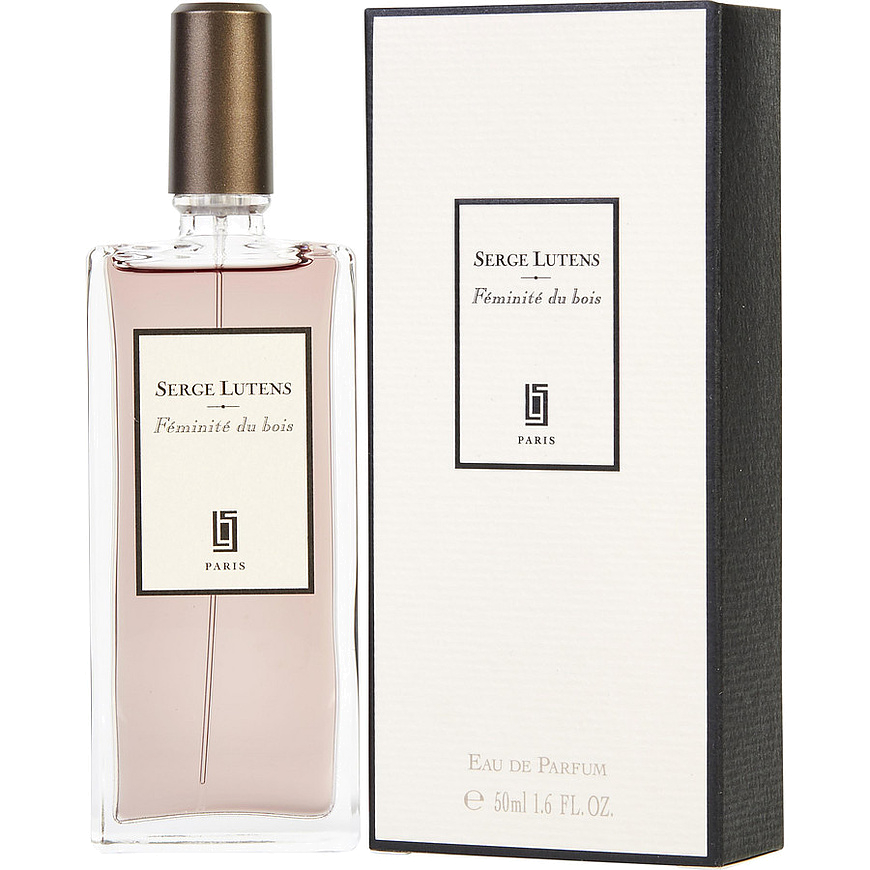 SERGE LUTENS
Féminité du bois
PARIS
SERGE LUTENS
Féminité du bois
PARIS
EAU DE PARFUM
℮ 50ml 1.6 FL. OZ.